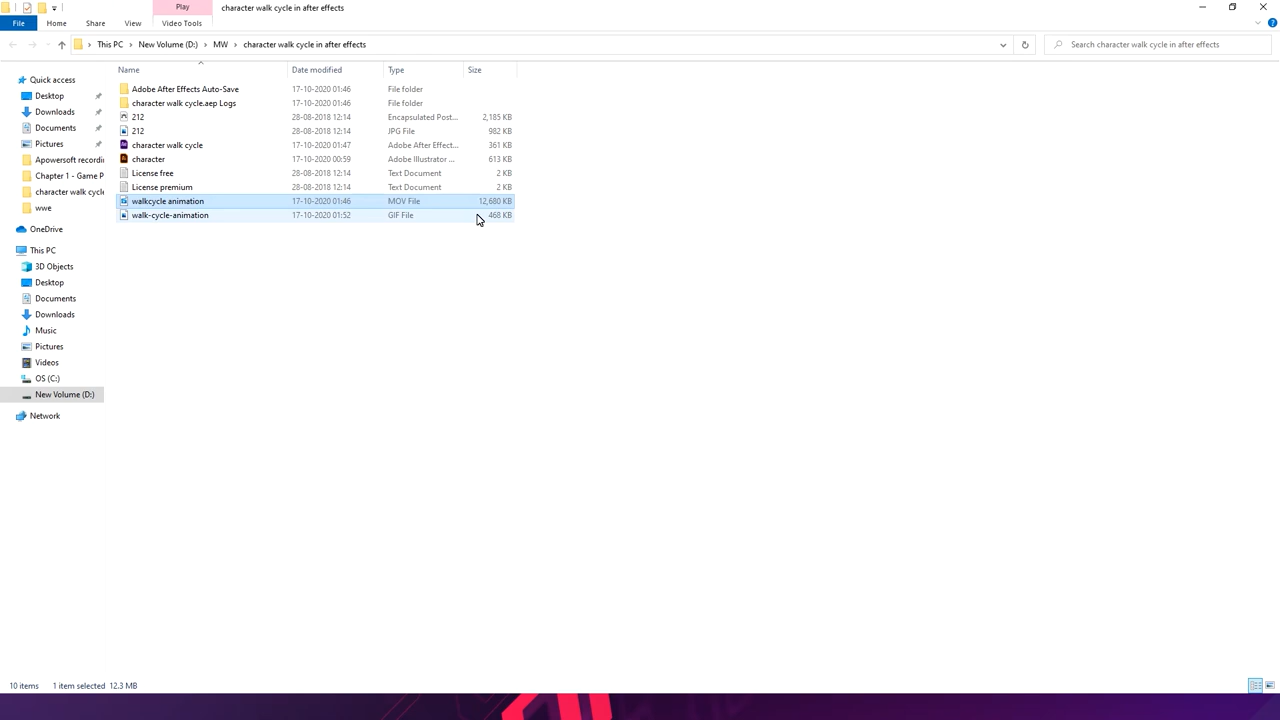 Play character walk cycle in after effects
File Home Share View Video Tools
This PC New Volume (D:) MW character walk cycle in after effects Search character walk cycle in after effects
Name Date modified Type Size
Quick access
Desktop
Downloads
Documents
Pictures
Apowersoft recordin
Chapter 1 - Game P
character walk cycle
wwe
OneDrive
This PC
3D Objects
Desktop
Documents
Downloads
Music
Pictures
Videos
OS (C:)
New Volume (D:)
Network
Adobe After Effects Auto-Save 17-10-2020 01:46 File folder
character walk cycle.aep Logs 17-10-2020 01:46 File folder
212 28-08-2018 12:14 Encapsulated Post... 2,185 KB
212 28-08-2018 12:14 JPG File 982 KB
character walk cycle 17-10-2020 01:47 Adobe After Effect... 361 KB
character 17-10-2020 00:59 Adobe Illustrator ... 613 KB
License free 28-08-2018 12:14 Text Document 2 KB
License premium 28-08-2018 12:14 Text Document 2 KB
walkcycle animation 17-10-2020 01:46 MOV File 12,680 KB
walk-cycle-animation 17-10-2020 01:52 GIF File 468 KB
10 items 1 item selected 12.3 MB